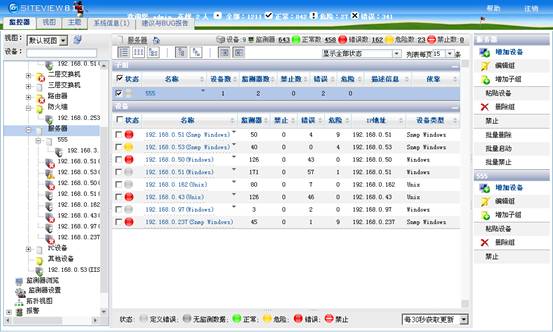 SITEVIEW 8.1
2 人 全部:1211 正常:842 危险:27 错误:341
帮助 注销
监控器 视图 主题 系统信息(1) 建议与BUG报告
视图: 默认视图
设备:
192.168.0.51(
二层交换机
三层交换机
路由器
防火墙
192.168.0.253
服务器
555
192.168.3.
192.168.0.51(
192.168.0.53(
192.168.0.50(
192.168.0.51(
192.168.0.162
192.168.0.43(
192.168.0.97(
192.168.0.237
PC设备
其他设备
192.168.0.53(IIS
监测器浏览
监测器设置
拓扑视图
报警
服务器
设备 9 监测器 643 正常数 458 错误数 162 危险数 23 禁止数: 0
显示全部状态 列表每页 15 条
子组
状态 名称 设备数 监测器数 禁止数 错误 危险 描述信息 依靠
555 1 2 0 2 0
设备
状态 名称 监测器 禁止 错误 危险 IP地址 设备类型
192.168.0.51(Snmp Windows) 50 0 4 9 192.168.0.51 Snmp Windows
192.168.0.53(Snmp Windows) 40 0 0 4 192.168.0.53 Snmp Windows
192.168.0.50(Windows) 126 0 43 0 192.168.0.50 Windows
192.168.0.51(Windows) 171 0 57 1 192.168.0.51 Windows
192.168.0.162(Unix) 80 0 7 0 192.168.0.162 Unix
192.168.0.43(Unix) 126 0 46 0 192.168.0.43 Unix
192.168.0.97(Windows) 3 0 2 0 192.168.0.97 Windows
192.168.0.237(Snmp Windows) 45 0 1 9 192.168.0.237 Snmp Windows
状态: 定义错误; 无监测数据; 正常; 危险; 错误; 禁止
每30秒获取更新
服务器
增加设备
编辑组
增加子组
粘贴设备
删除组
禁止
批量删除
批量启动
批量禁止
555
增加设备
编辑组
增加子组
粘贴设备
删除组
禁止